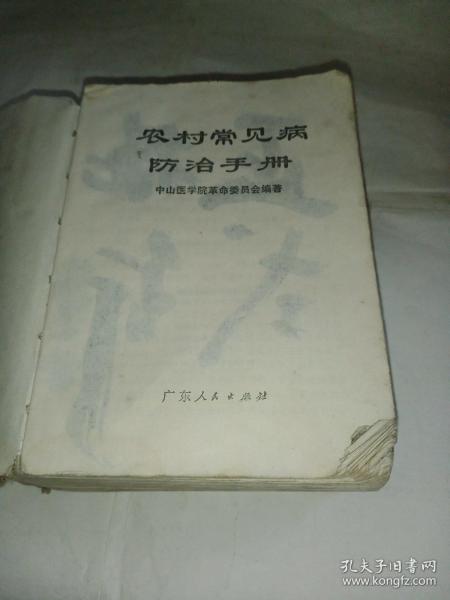 农村常见病
防治手册
中山医学院革命委员会编著
广东人民出版社
孔夫子旧书网
www.kongfz.com